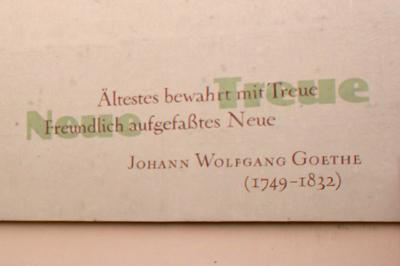 Treue
Ältestes bewahrt mit Treue
Neue
Freundlich aufgefaßtes Neue
JOHANN WOLFGANG GOETHE
(1749–1832)